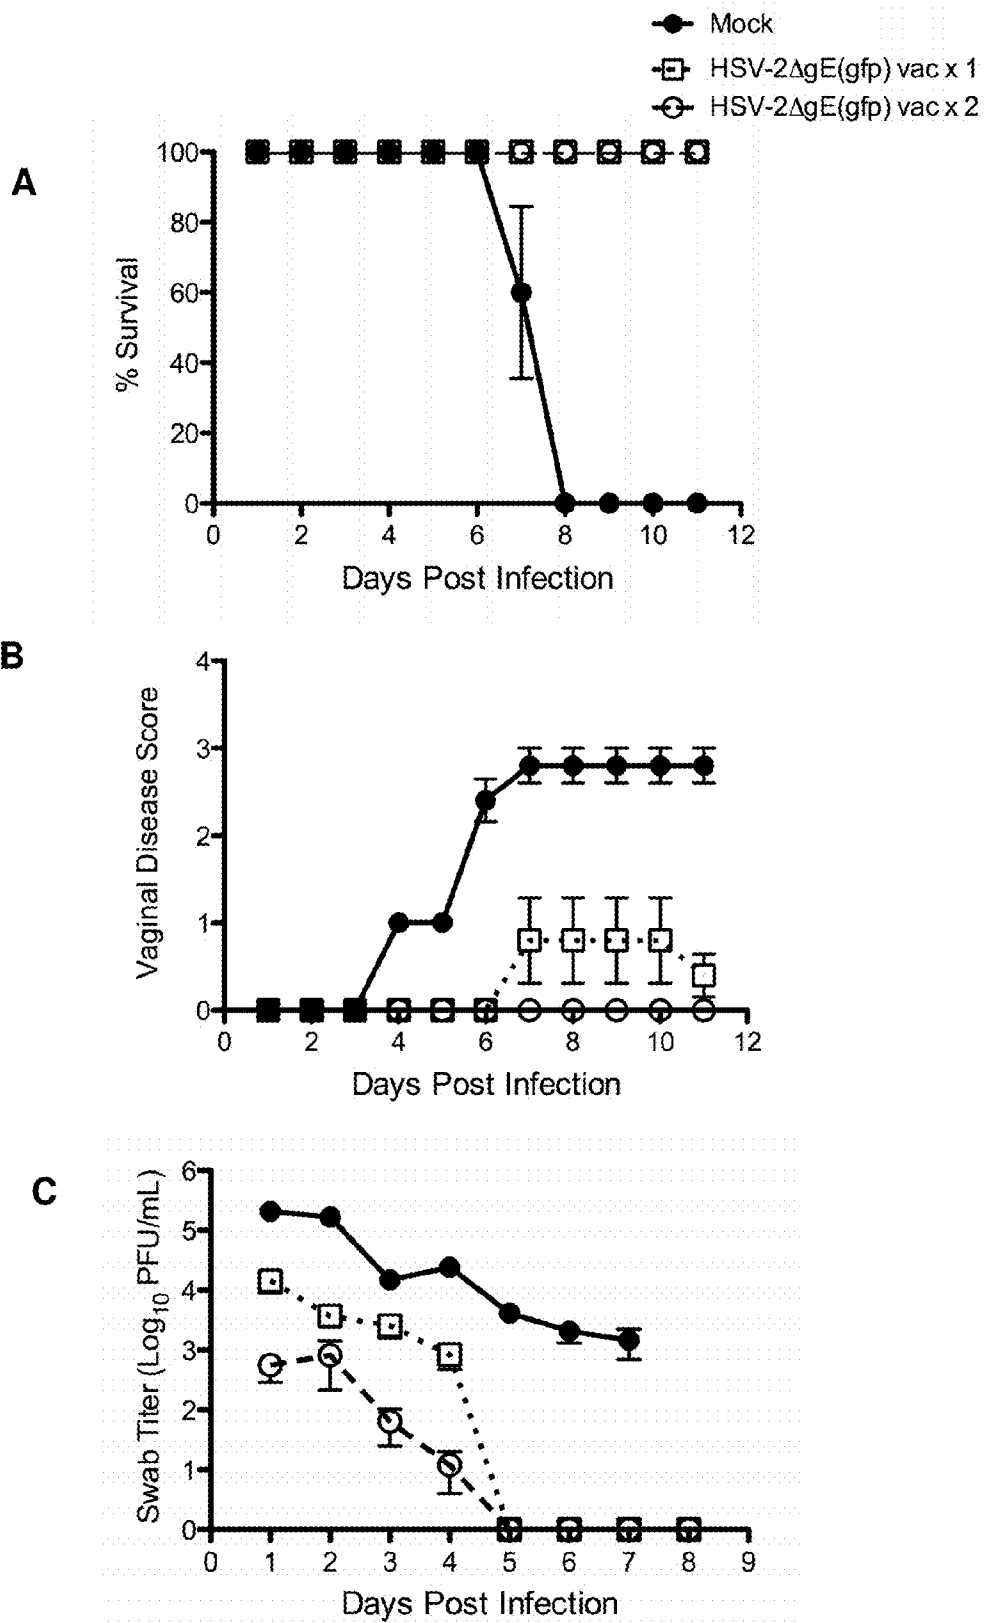 Mock
HSV-2ΔgE(gfp) vac x 1
HSV-2ΔgE(gfp) vac x 2
A
100
80
60
40
20
0
% Survival
0 2 4 6 8 10 12
Days Post Infection
B
4
3
2
1
0
Vaginal Disease Score
0 2 4 6 8 10 12
Days Post Infection
C
6
5
4
3
2
1
0
Swab Titer (Log10 PFU/mL)
0 1 2 3 4 5 6 7 8 9
Days Post Infection